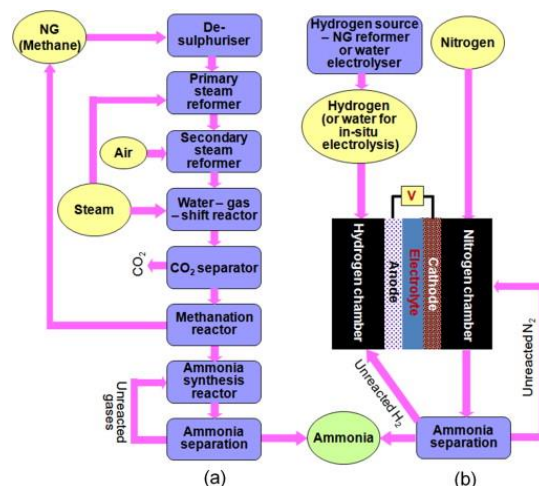 NG
(Methane)
De-
sulphuriser
Primary
steam
reformer
Air
Secondary
steam
reformer
Steam
Water – gas
– shift reactor
CO2
CO2 separator
Methanation
reactor
Ammonia
synthesis
reactor
Unreacted
gases
Ammonia
separation
Ammonia
(a)
Hydrogen source
– NG reformer
or water
electrolyser
Nitrogen
Hydrogen
(or water for
in-situ
electrolysis)
V
Hydrogen chamber
Anode
Electrolyte
Cathode
Nitrogen chamber
Unreacted H2
Unreacted N2
Ammonia
separation
(b)